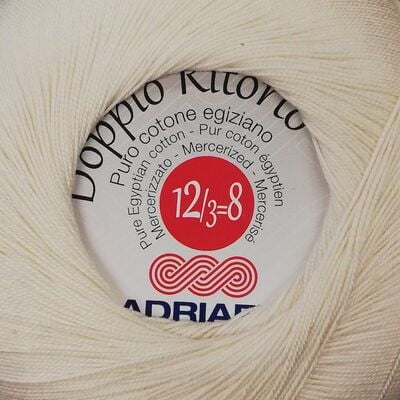 Doppio Ritorto
Puro cotone egiziano
Pure Egyptian cotton - Pur coton égyptien
Mercerizzato - Mercerized - Mercerisé
12/3=8